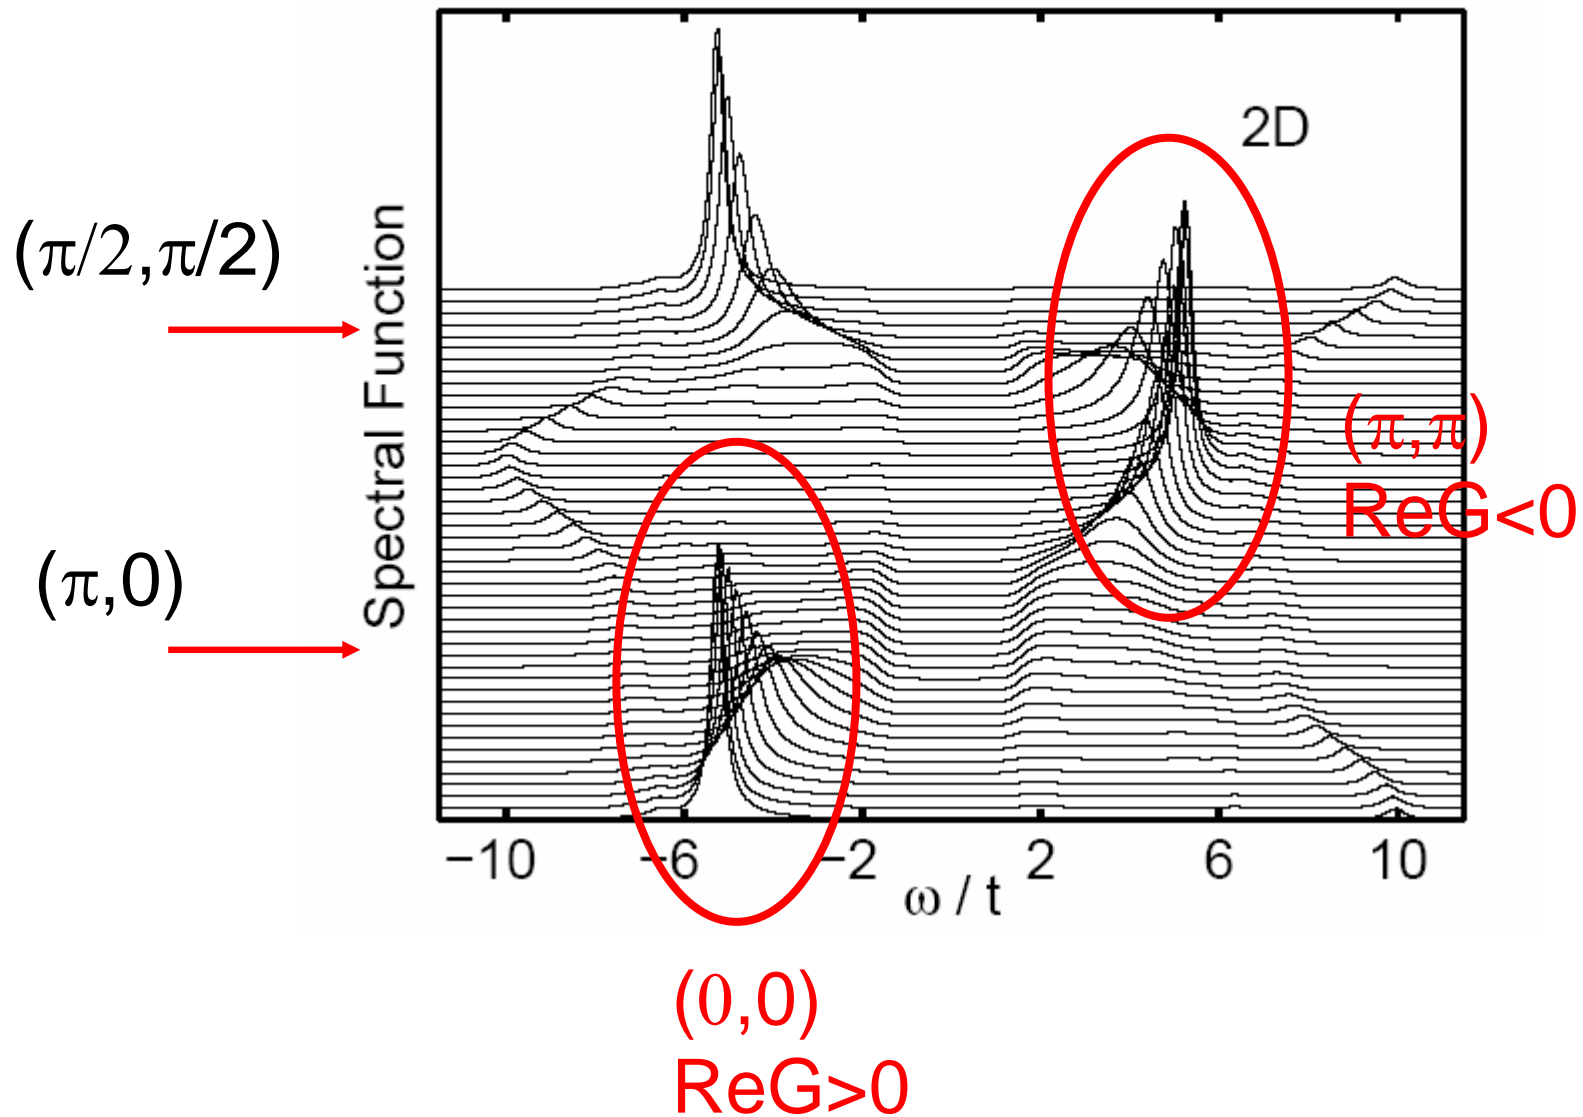 2D
(π/2,π/2)
Spectral Function
(π,π)
ReG<0
(π,0)
−10 −6 −2 2 6 10
ω / t
(0,0)
ReG>0